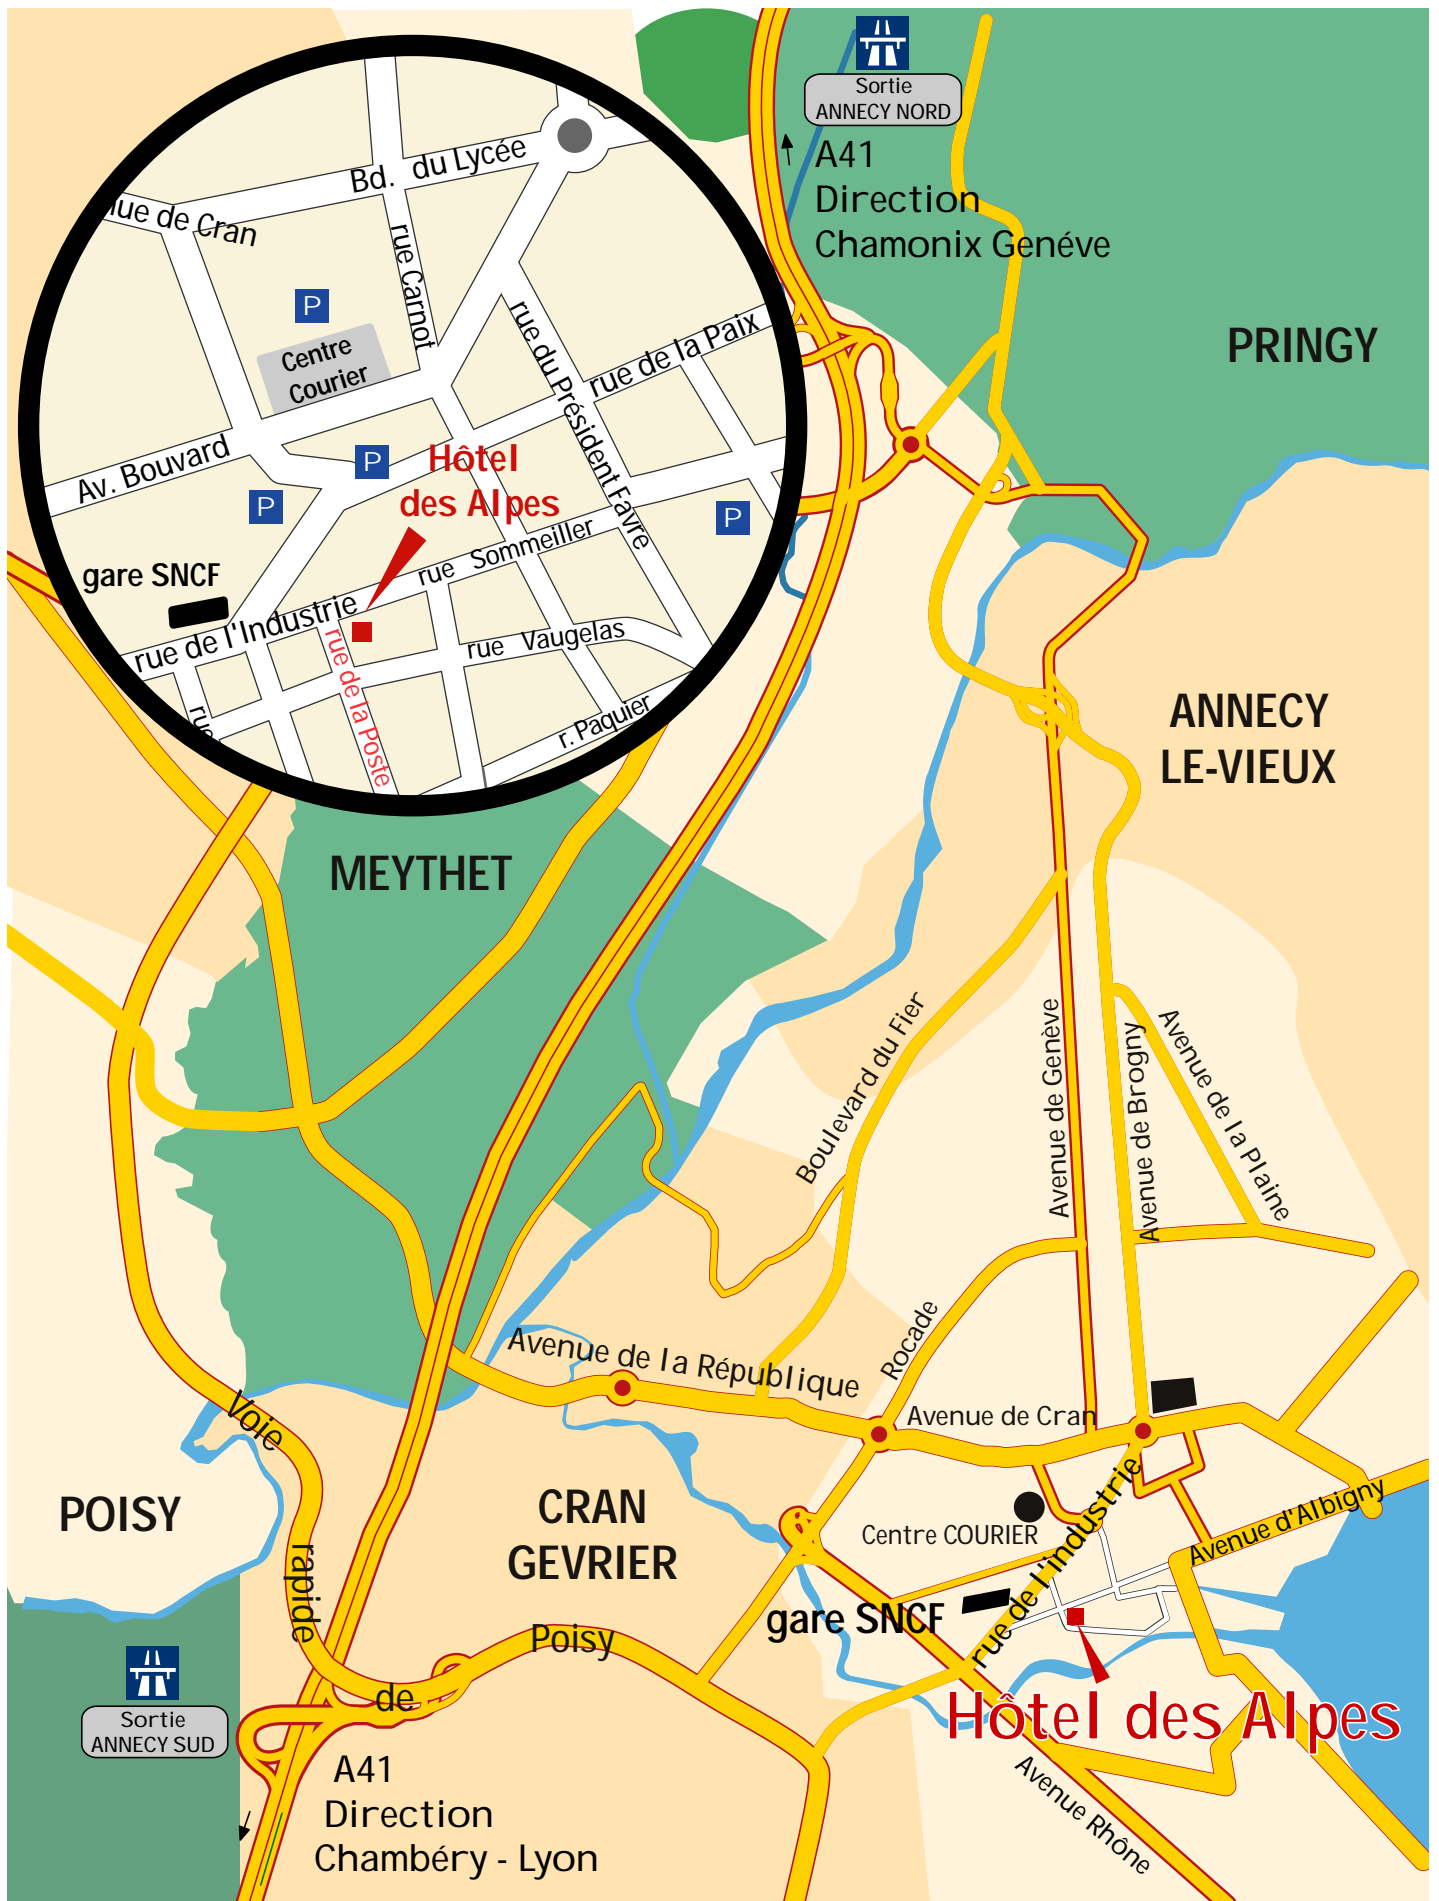 Sortie
ANNECY NORD
A41
Direction
Chamonix Genéve
PRINGY
Bd. du Lycée
nue de Cran
rue Carnot
P
Centre
Courier
rue du Président Favre
rue de la Paix
Av. Bouvard
P
Hôtel
des Alpes
P
P
rue Sommeiller
gare SNCF
rue de l'Industrie
rue Vaugelas
rue de la Poste
rue
r. Paquier
ANNECY
LE-VIEUX
MEYTHET
Boulevard du Fier
Avenue de Genève
Avenue de Brogny
Avenue de la Plaine
Avenue de la République
Rocade
Avenue de Cran
Voie
rapide
de
Poisy
POISY
CRAN
GEVRIER
Centre COURIER
rue de l'industrie
Avenue d'Albigny
gare SNCF
Hôtel des Alpes
Sortie
ANNECY SUD
A41
Direction
Chambéry - Lyon
Avenue Rhône